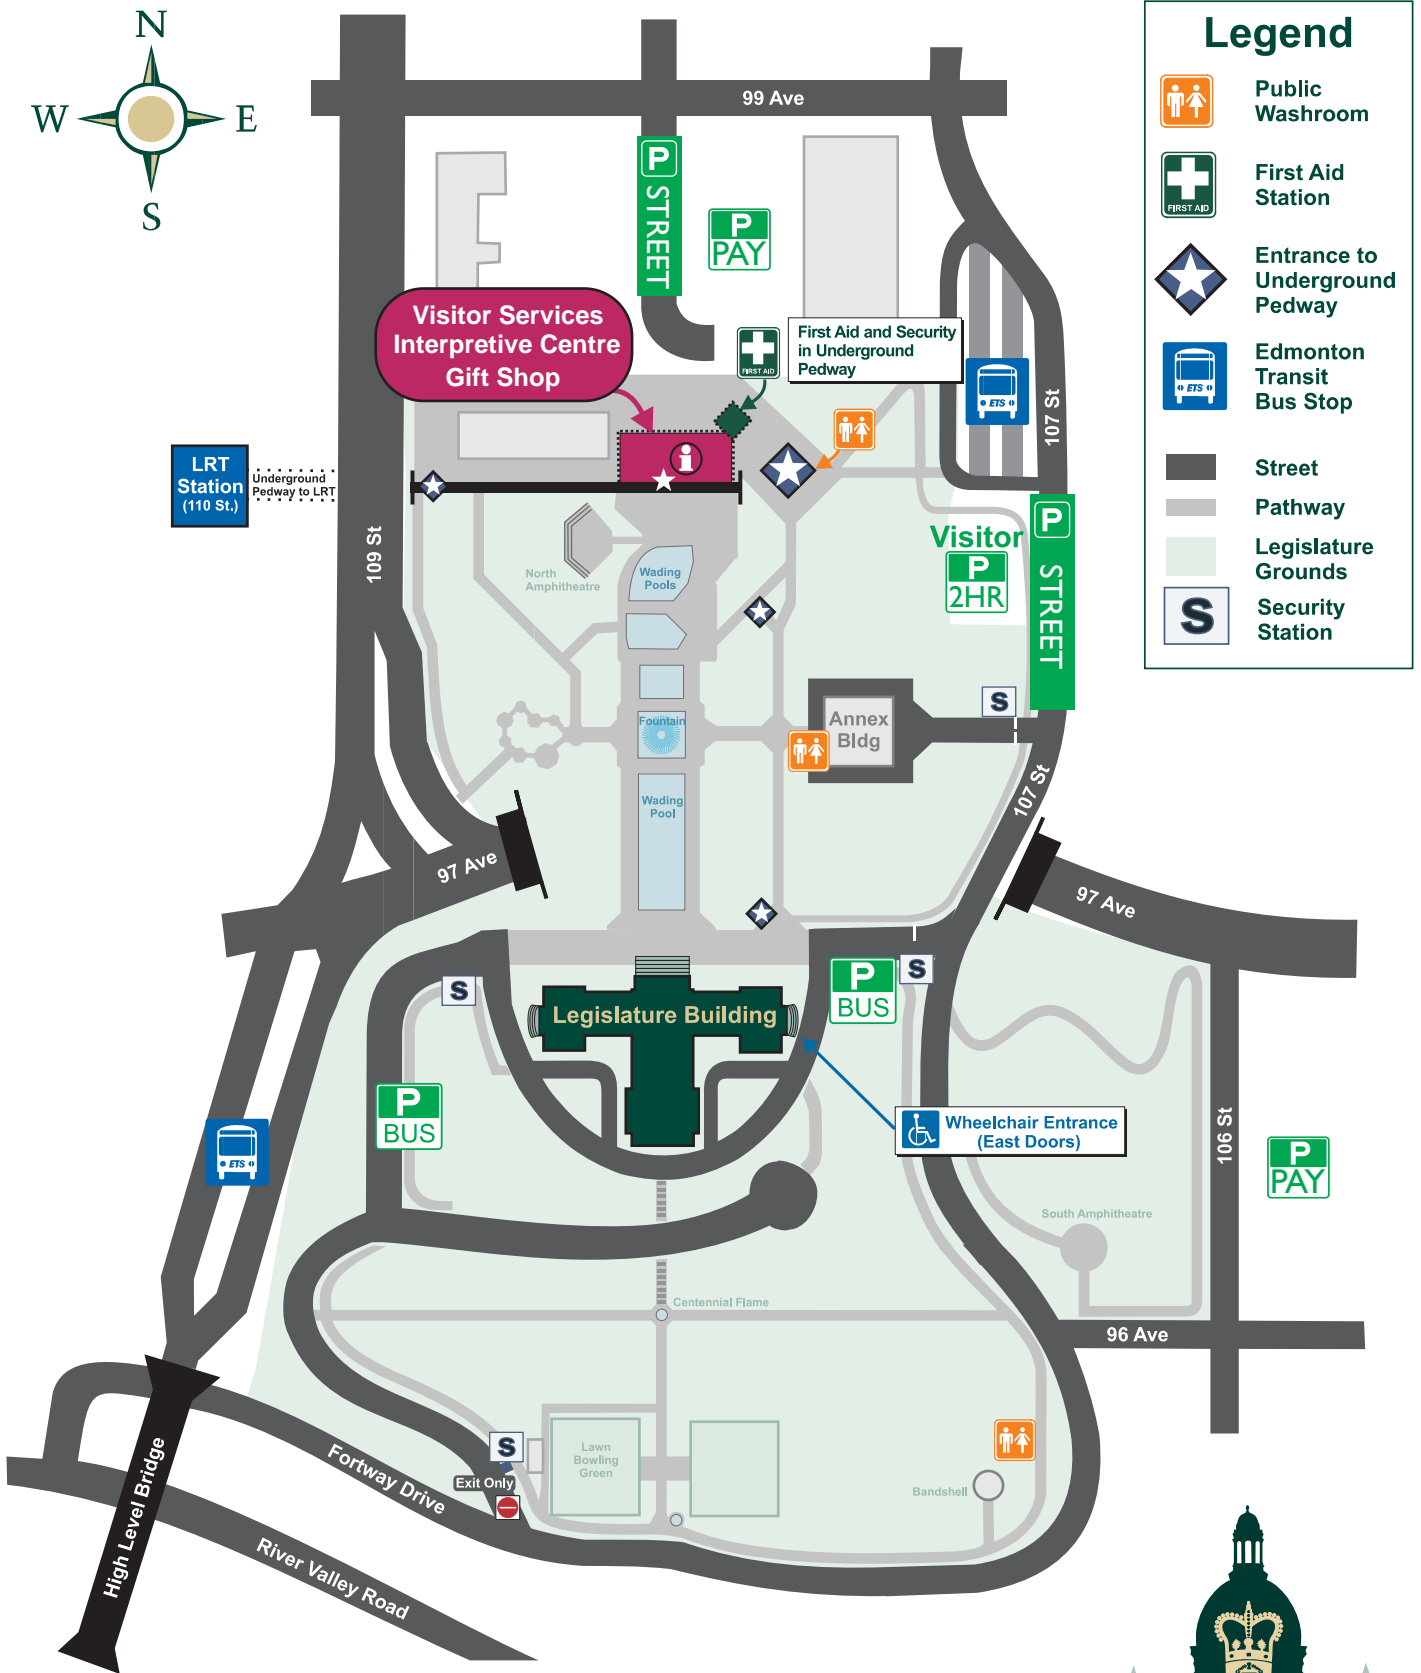 N
W
E
S
99 Ave
Legend
Public
Washroom
FIRST AID
First Aid
Station
Entrance to
Underground
Pedway
ETS
Edmonton
Transit
Bus Stop
Street
Pathway
Legislature
Grounds
S
Security
Station
P
STREET
P
PAY
Visitor Services
Interpretive Centre
Gift Shop
FIRST AID
First Aid and Security
in Underground
Pedway
ETS
107 St
LRT
Station
(110 St.)
Underground
Pedway to LRT
i
109 St
North
Amphitheatre
Wading
Pools
Visitor
P
2HR
P
STREET
S
Fountain
Annex
Bldg
Wading
Pool
107 St
97 Ave
97 Ave
S
S
P
BUS
Legislature Building
P
BUS
ETS
Wheelchair Entrance
(East Doors)
106 St
P
PAY
South Amphitheatre
Centennial Flame
96 Ave
S
Exit Only
Lawn
Bowling
Green
Bandshell
Fortway Drive
High Level Bridge
River Valley Road